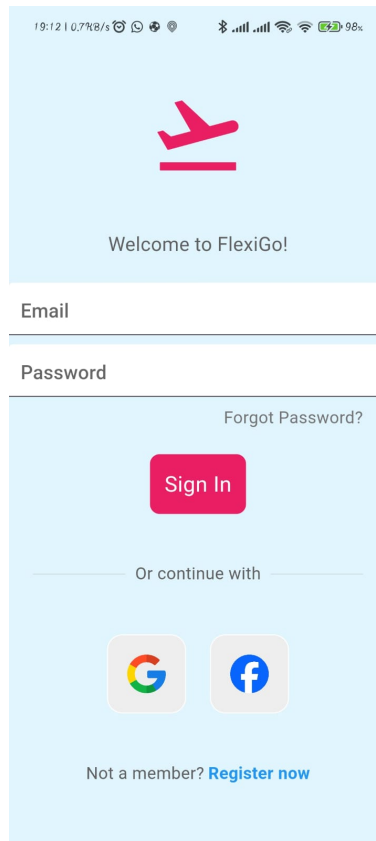 19:12 | 0.7KB/s 98%
Welcome to FlexiGo!
Email
Password
Forgot Password?
Sign In
Or continue with
Not a member? Register now